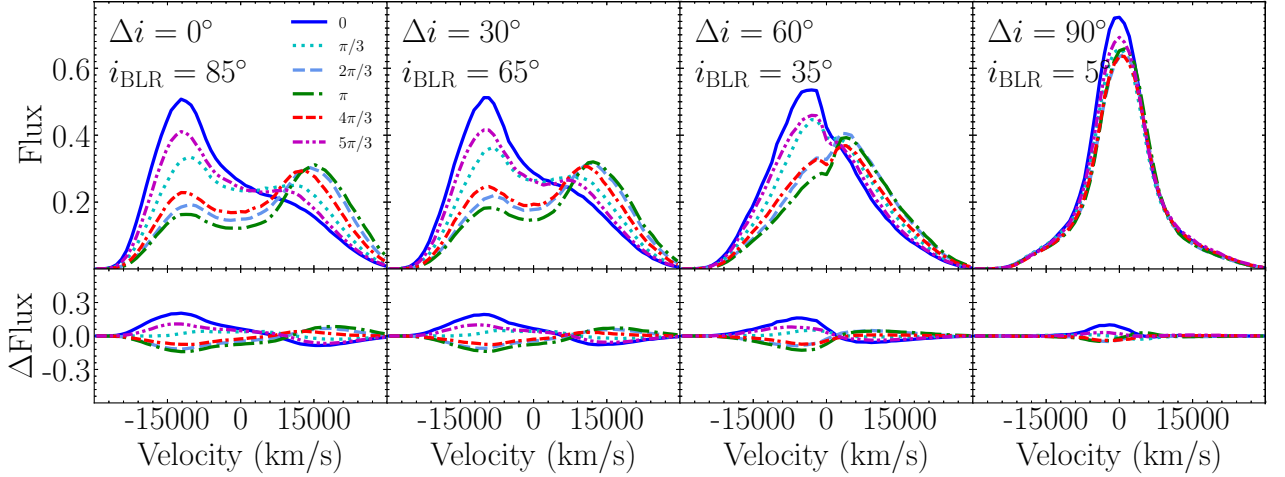 Δi = 0°
i_BLR = 85°
0
π/3
2π/3
π
4π/3
5π/3
Δi = 30°
i_BLR = 65°
Δi = 60°
i_BLR = 35°
Δi = 90°
i_BLR = 5°
Flux
0.6
0.4
0.2
ΔFlux
0.3
0.0
-0.3
-15000 0 15000
-15000 0 15000
-15000 0 15000
-15000 0 15000
Velocity (km/s)
Velocity (km/s)
Velocity (km/s)
Velocity (km/s)